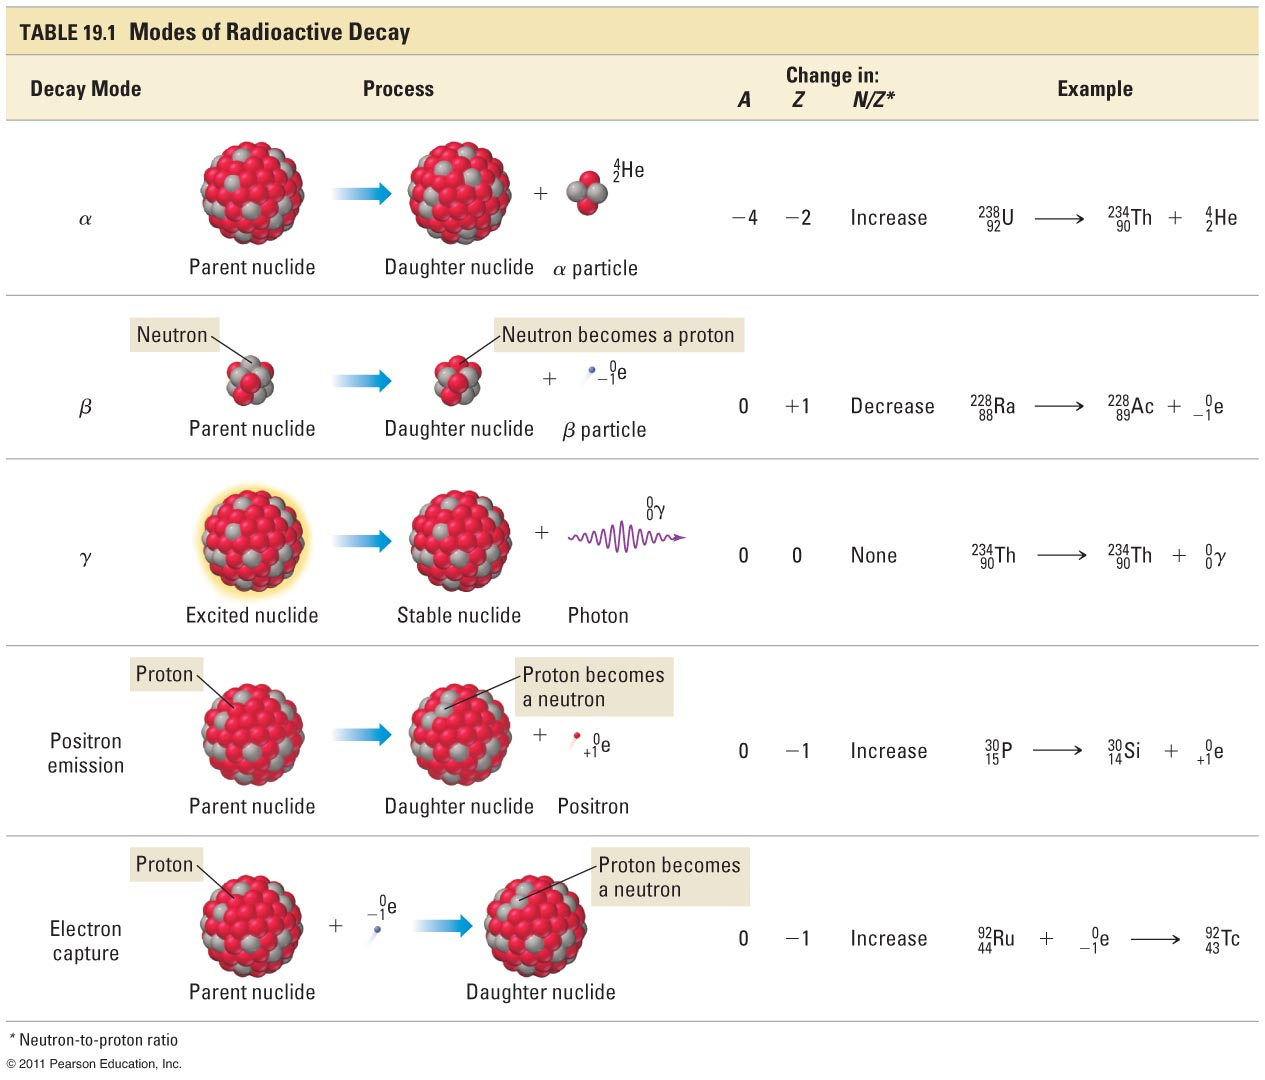 TABLE 19.1 Modes of Radioactive Decay
Decay Mode Process Change in: Example
A Z N/Z*
α
⁴₂He
Parent nuclide Daughter nuclide + α particle
−4 −2 Increase ²³⁸₉₂U ⟶ ²³⁴₉₀Th + ⁴₂He
Neutron Neutron becomes a proton
β
+ ⁰₋₁e
Parent nuclide Daughter nuclide β particle
0 +1 Decrease ²²⁸₈₈Ra ⟶ ²²⁸₈₉Ac + ⁰₋₁e
γ
+ ⁰₀γ
Excited nuclide Stable nuclide Photon
0 0 None ²³⁴₉₀Th ⟶ ²³⁴₉₀Th + ⁰₀γ
Proton Proton becomes
a neutron
Positron
emission
+ ⁰₊₁e
Parent nuclide Daughter nuclide Positron
0 −1 Increase ³⁰₁₅P ⟶ ³⁰₁₄Si + ⁰₊₁e
Proton Proton becomes
a neutron
Electron
capture
+ ⁰₋₁e
Parent nuclide Daughter nuclide
0 −1 Increase ⁹²₄₄Ru + ⁰₋₁e ⟶ ⁹²₄₃Tc
* Neutron-to-proton ratio
© 2011 Pearson Education, Inc.